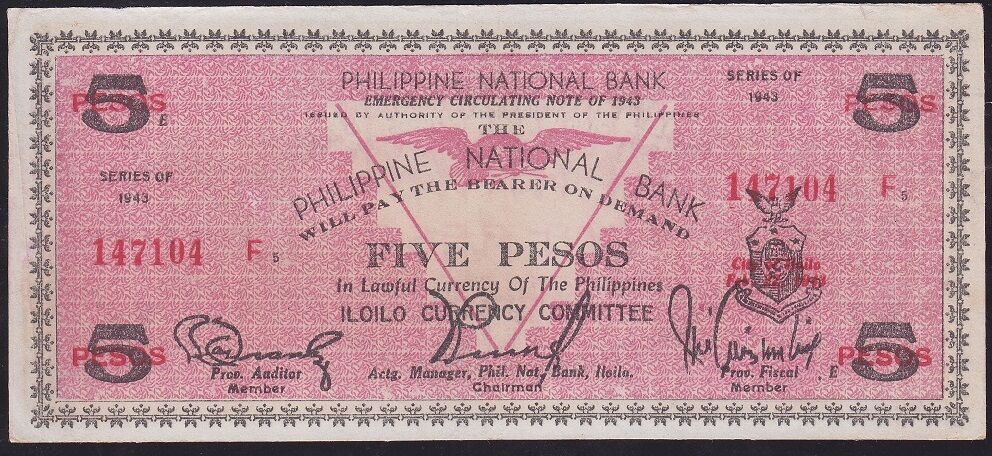 PHILIPPINE NATIONAL BANK
EMERGENCY CIRCULATING NOTE OF 1943
ISSUED BY AUTHORITY OF THE PRESIDENT OF THE PHILIPPINES
SERIES OF
1943
5
PESOS
E
5
PESOS
THE
PHILIPPINE NATIONAL BANK
WILL PAY THE BEARER ON DEMAND
SERIES OF
1943
147104 F5
147104 F5
FIVE PESOS
In Lawful Currency Of The Philippines
ILOILO CURRENCY COMMITTEE
5
PESOS
Prov. Auditor
Member
Actg. Manager, Phil. Nat. Bank, Iloilo.
Chairman
Prov. Fiscal
Member
E
5
PESOS